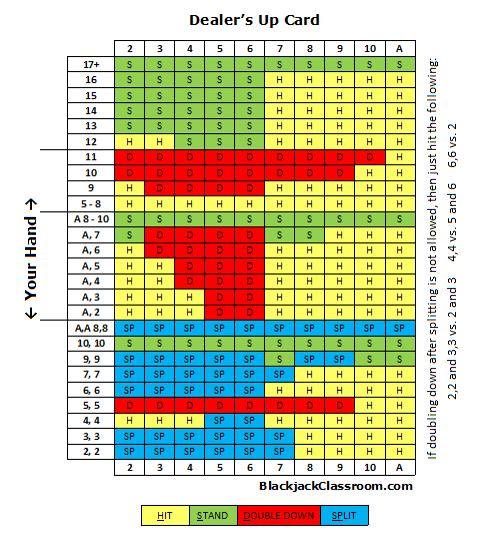 Dealer's Up Card
2 3 4 5 6 7 8 9 10 A
17+ S S S S S S S S S S
16 S S S S S H H H H H
15 S S S S S H H H H H
14 S S S S S H H H H H
13 S S S S S H H H H H
12 H H S S S H H H H H
11 D D D D D D D D D H
10 D D D D D D D D H H
9 H D D D D H H H H H
5 - 8 H H H H H H H H H H
A 8 - 10 S S S S S S S S S S
A, 7 S D D D D S S H H H
A, 6 H D D D D H H H H H
A, 5 H H D D D H H H H H
A, 4 H H D D D H H H H H
A, 3 H H H D D H H H H H
A, 2 H H H D D H H H H H
A,A 8,8 SP SP SP SP SP SP SP SP SP SP
10, 10 S S S S S S S S S S
9, 9 SP SP SP SP SP S SP SP S S
7, 7 SP SP SP SP SP SP H H H H
6, 6 SP SP SP SP SP H H H H H
5, 5 D D D D D D D D H H
4, 4 H H H SP SP H H H H H
3, 3 SP SP SP SP SP SP H H H H
2, 2 SP SP SP SP SP SP H H H H
2 3 4 5 6 7 8 9 10 A
← Your Hand →
If doubling down after splitting is not allowed, then just hit the following:
2,2 and 3,3 vs. 2 and 3 4,4 vs. 5 and 6 6,6 vs. 2
BlackjackClassroom.com
HIT STAND DOUBLE DOWN SPLIT